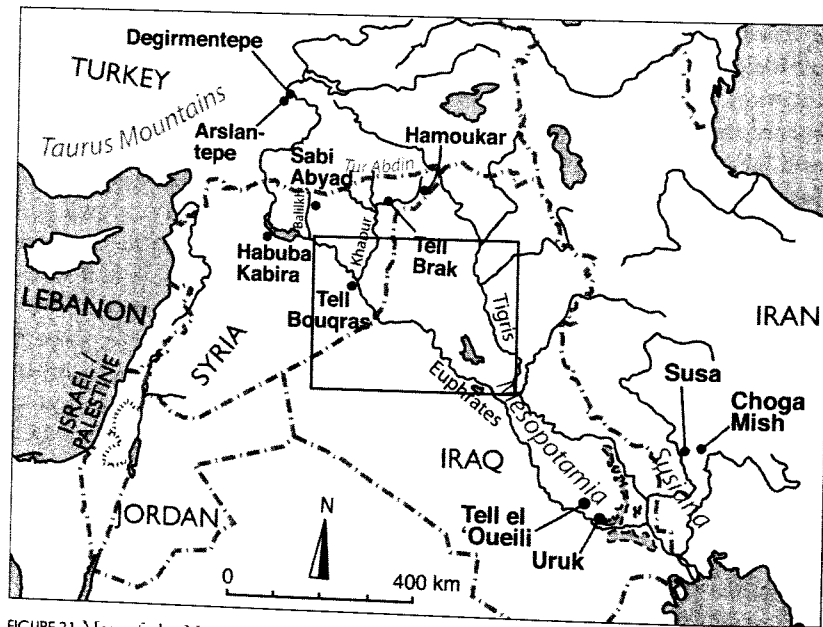 Degirmentepe
TURKEY
Taurus Mountains
Arslan-
tepe
Sabi
Abyad
Tur Abdin
Hamoukar
Balikh
Khabur
Habuba
Kabira
Tell
Brak
Tell
Bouqras
Tigris
LEBANON
SYRIA
IRAN
ISRAEL /
PALESTINE
Euphrates
Mesopotamia
Susa
Choga
Mish
Susiana
IRAQ
JORDAN
N
Tell el
'Oueili
Uruk
0
400 km
FIGURE 21